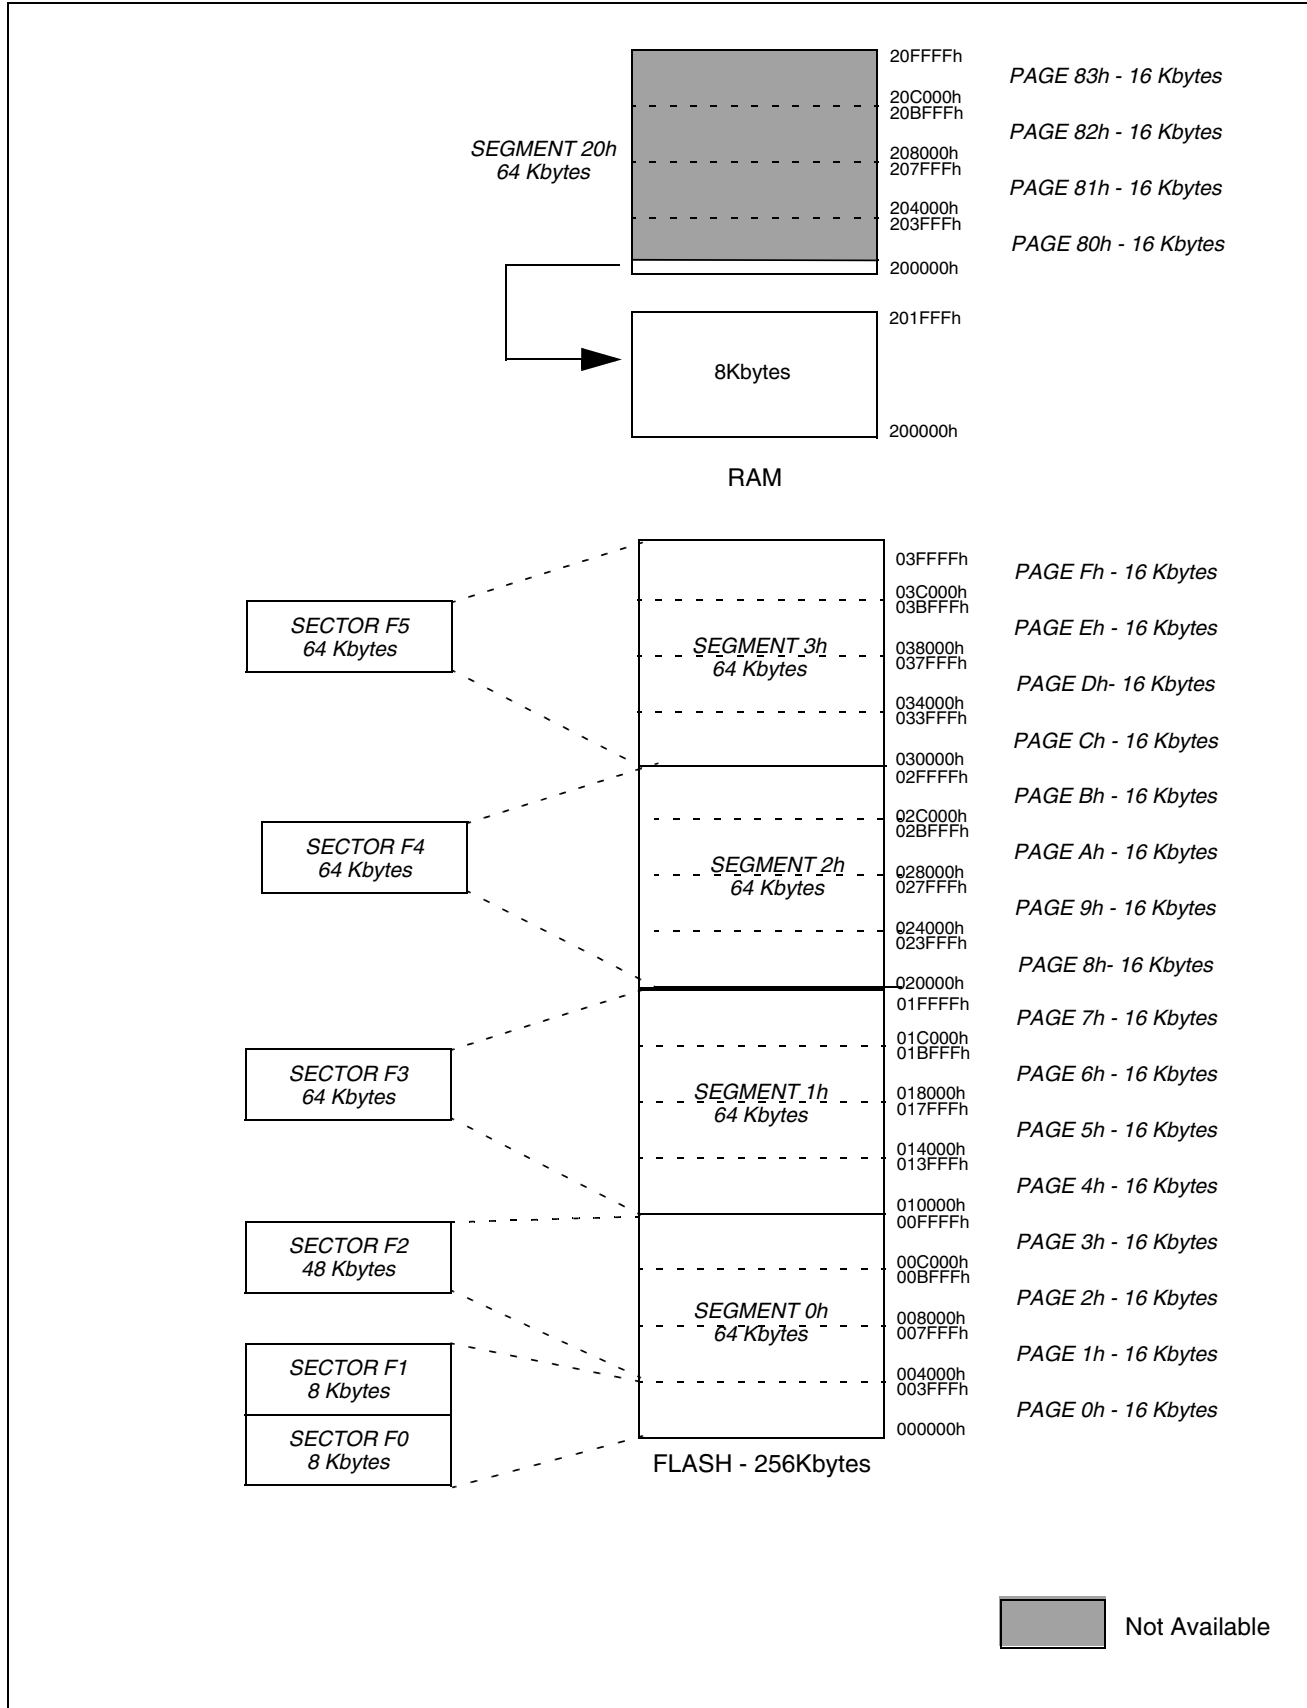 20FFFFh
PAGE 83h - 16 Kbytes
20C000h
20BFFFh
PAGE 82h - 16 Kbytes
SEGMENT 20h
64 Kbytes
208000h
207FFFh
PAGE 81h - 16 Kbytes
204000h
203FFFh
PAGE 80h - 16 Kbytes
200000h
201FFFh
8Kbytes
200000h
RAM
03FFFFh
PAGE Fh - 16 Kbytes
03C000h
03BFFFh
PAGE Eh - 16 Kbytes
SECTOR F5
64 Kbytes
SEGMENT 3h
64 Kbytes
038000h
037FFFh
PAGE Dh- 16 Kbytes
034000h
033FFFh
PAGE Ch - 16 Kbytes
030000h
02FFFFh
PAGE Bh - 16 Kbytes
02C000h
02BFFFh
PAGE Ah - 16 Kbytes
SECTOR F4
64 Kbytes
SEGMENT 2h
64 Kbytes
028000h
027FFFh
PAGE 9h - 16 Kbytes
024000h
023FFFh
PAGE 8h- 16 Kbytes
020000h
01FFFFh
PAGE 7h - 16 Kbytes
01C000h
01BFFFh
PAGE 6h - 16 Kbytes
SECTOR F3
64 Kbytes
SEGMENT 1h
64 Kbytes
018000h
017FFFh
PAGE 5h - 16 Kbytes
014000h
013FFFh
PAGE 4h - 16 Kbytes
010000h
00FFFFh
PAGE 3h - 16 Kbytes
SECTOR F2
48 Kbytes
00C000h
00BFFFh
PAGE 2h - 16 Kbytes
SEGMENT 0h
64 Kbytes
008000h
007FFFh
PAGE 1h - 16 Kbytes
SECTOR F1
8 Kbytes
004000h
003FFFh
PAGE 0h - 16 Kbytes
SECTOR F0
8 Kbytes
000000h
FLASH - 256Kbytes
Not Available